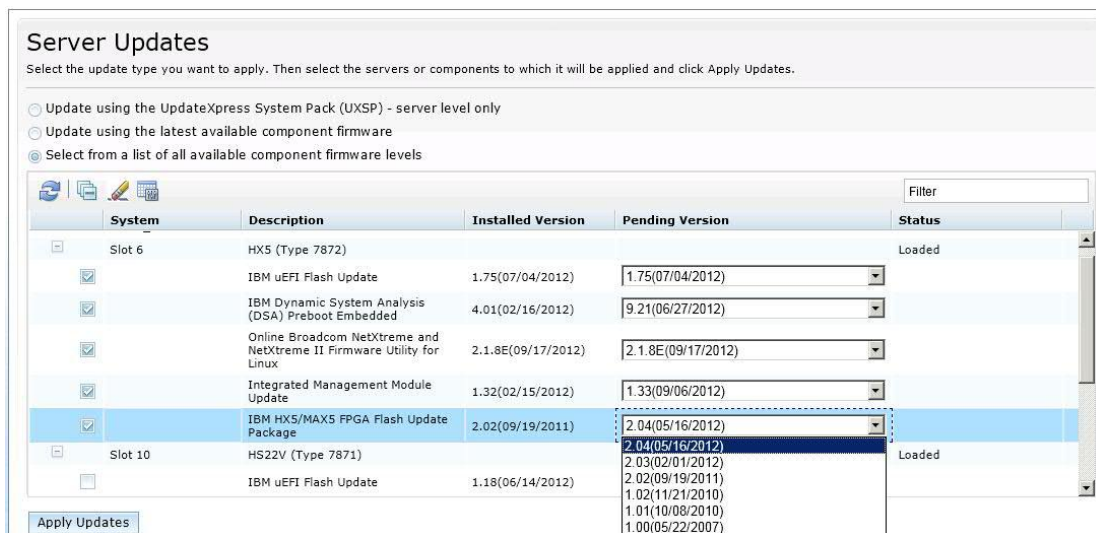 Server Updates
Select the update type you want to apply. Then select the servers or components to which it will be applied and click Apply Updates.
Update using the UpdateXpress System Pack (UXSP) - server level only
Update using the latest available component firmware
Select from a list of all available component firmware levels
Filter
System Description Installed Version Pending Version Status
Slot 6 HX5 (Type 7872) Loaded
IBM uEFI Flash Update 1.75(07/04/2012) 1.75(07/04/2012)
IBM Dynamic System Analysis
(DSA) Preboot Embedded 4.01(02/16/2012) 9.21(06/27/2012)
Online Broadcom NetXtreme and
NetXtreme II Firmware Utility for
Linux 2.1.8E(09/17/2012) 2.1.8E(09/17/2012)
Integrated Management Module
Update 1.32(02/15/2012) 1.33(09/06/2012)
IBM HX5/MAX5 FPGA Flash Update
Package 2.02(09/19/2011) 2.04(05/16/2012)
2.04(05/16/2012)
2.03(02/01/2012)
2.02(09/19/2011)
1.02(11/21/2010)
1.01(10/08/2010)
1.00(05/22/2007)
Slot 10 HS22V (Type 7871) Loaded
IBM uEFI Flash Update 1.18(06/14/2012)
Apply Updates